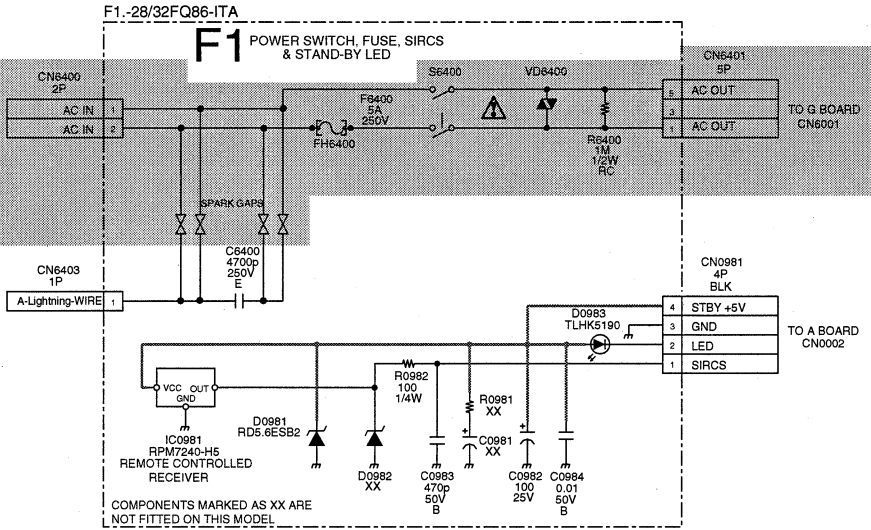 F1.-28/32FQ86-ITA
F1 POWER SWITCH, FUSE, SIRCS
& STAND-BY LED
CN6400
2P
AC IN 1
AC IN 2
S6400
VD6400
F6400
5A
250V
FH6400
R6400
1M
1/2W
RC
CN6401
5P
5 AC OUT
3
1 AC OUT
TO G BOARD
CN6001
SPARK GAPS
C6400
4700p
250V
E
CN6403
1P
A-Lightning-WIRE 1
CN0981
4P
BLK
4 STBY +5V
3 GND
2 LED
1 SIRCS
TO A BOARD
CN0002
D0983
TLHK5190
VCC OUT
GND
IC0981
RPM7240-H5
REMOTE CONTROLLED
RECEIVER
D0981
RD5.6ESB2
R0982
100
1/4W
D0982
XX
C0983
470p
50V
B
R0981
XX
+
C0981
XX
+
C0982
100
25V
C0984
0.01
50V
B
COMPONENTS MARKED AS XX ARE
NOT FITTED ON THIS MODEL